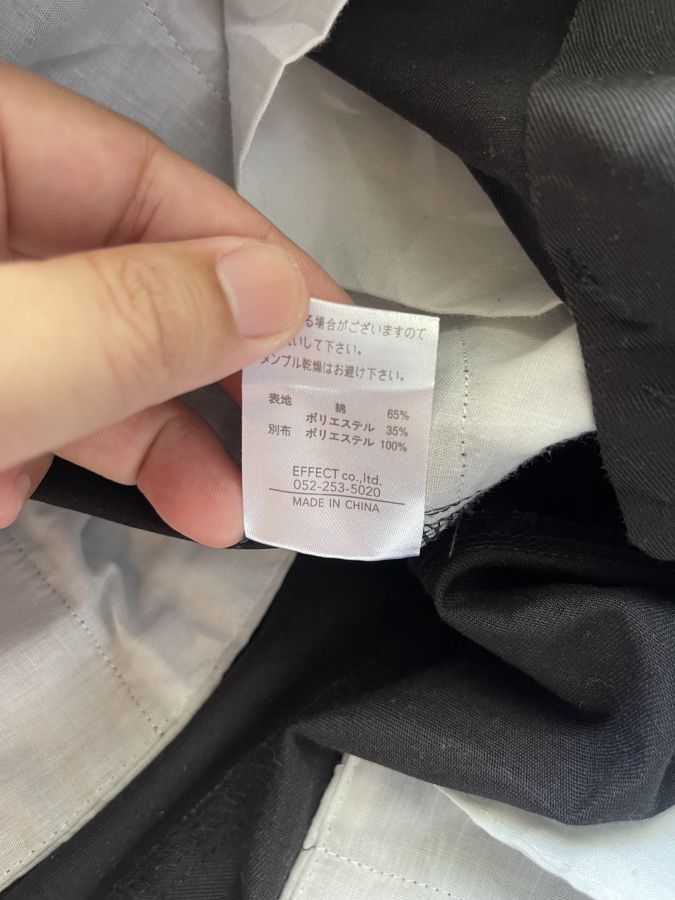 る場合がございますので
いして下さい。
タンブル乾燥はお避け下さい。
表地 綿 65%
ポリエステル 35%
別布 ポリエステル 100%
EFFECT co.,ltd.
052-253-5020
MADE IN CHINA